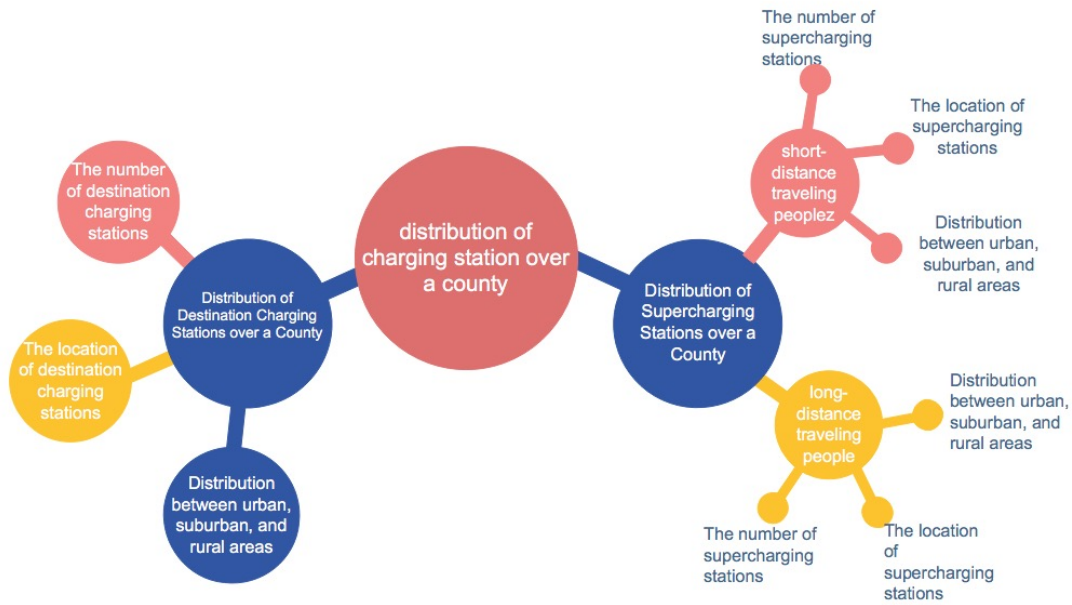 The number of
supercharging
stations
The location of
supercharging
stations
short-
distance
traveling
peoplez
Distribution
between urban,
suburban, and
rural areas
The number
of destination
charging
stations
distribution of
charging station over
a county
Distribution of
Destination Charging
Stations over a County
Distribution of
Supercharging
Stations over a
County
The location
of destination
charging
stations
long-
distance
traveling
people
Distribution
between urban,
suburban, and
rural areas
Distribution
between urban,
suburban, and
rural areas
The number of
supercharging
stations
The location
of
supercharging
stations